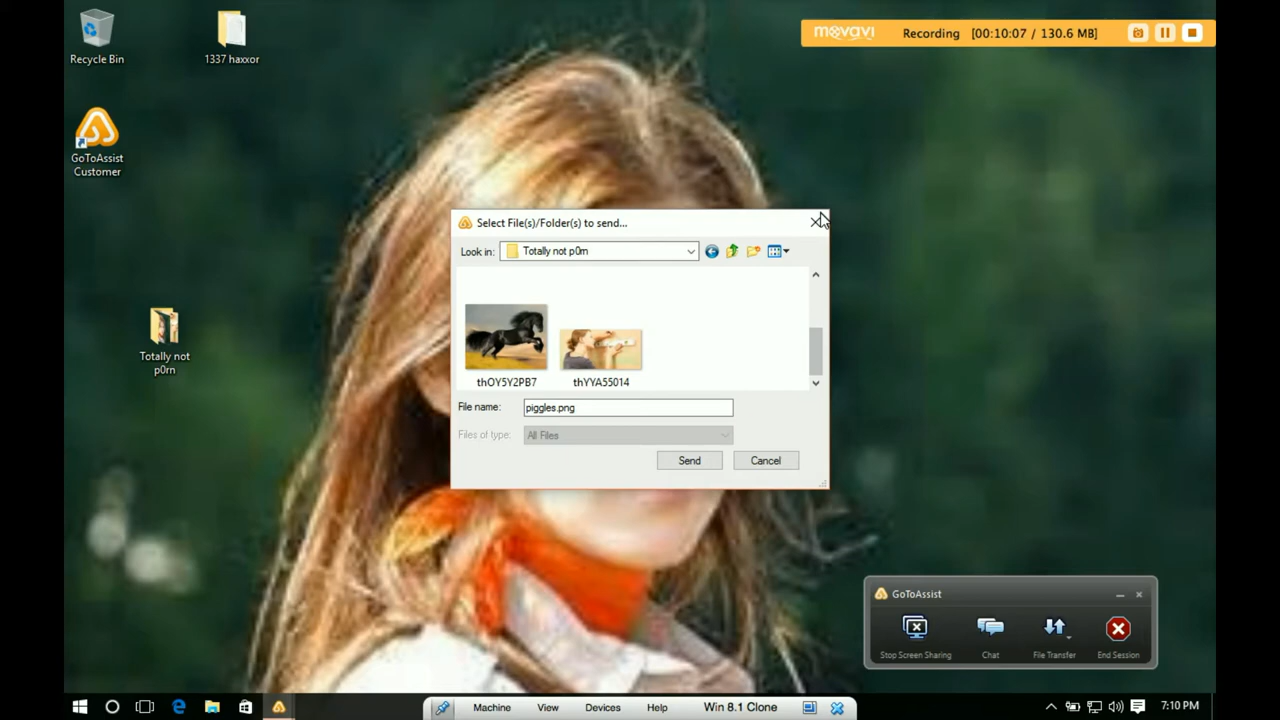 movavi
Recording [00:10:07 / 130.6 MB]
Recycle Bin
1337 haxxor
GoToAssist
Customer
Totally not
p0rn
Select File(s)/Folder(s) to send...
Look in:
Totally not p0rn
thOY5Y2PB7
thYYA55014
File name:
piggles.png
Files of type:
All Files
Send
Cancel
GoToAssist
Stop Screen Sharing
Chat
File Transfer
End Session
Machine
View
Devices
Help
Win 8.1 Clone
7:10 PM